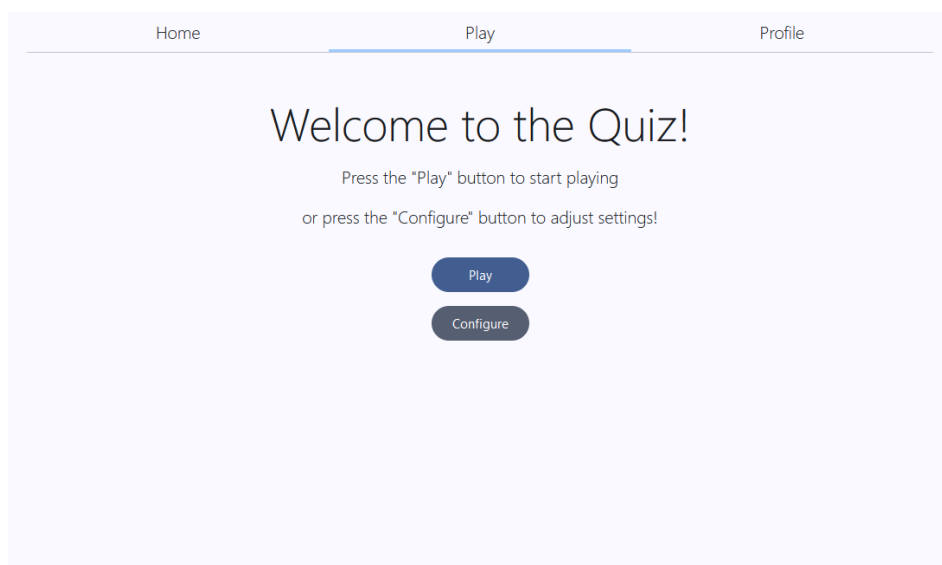 Home Play Profile
Welcome to the Quiz!
Press the "Play" button to start playing
or press the "Configure" button to adjust settings!
Play
Configure